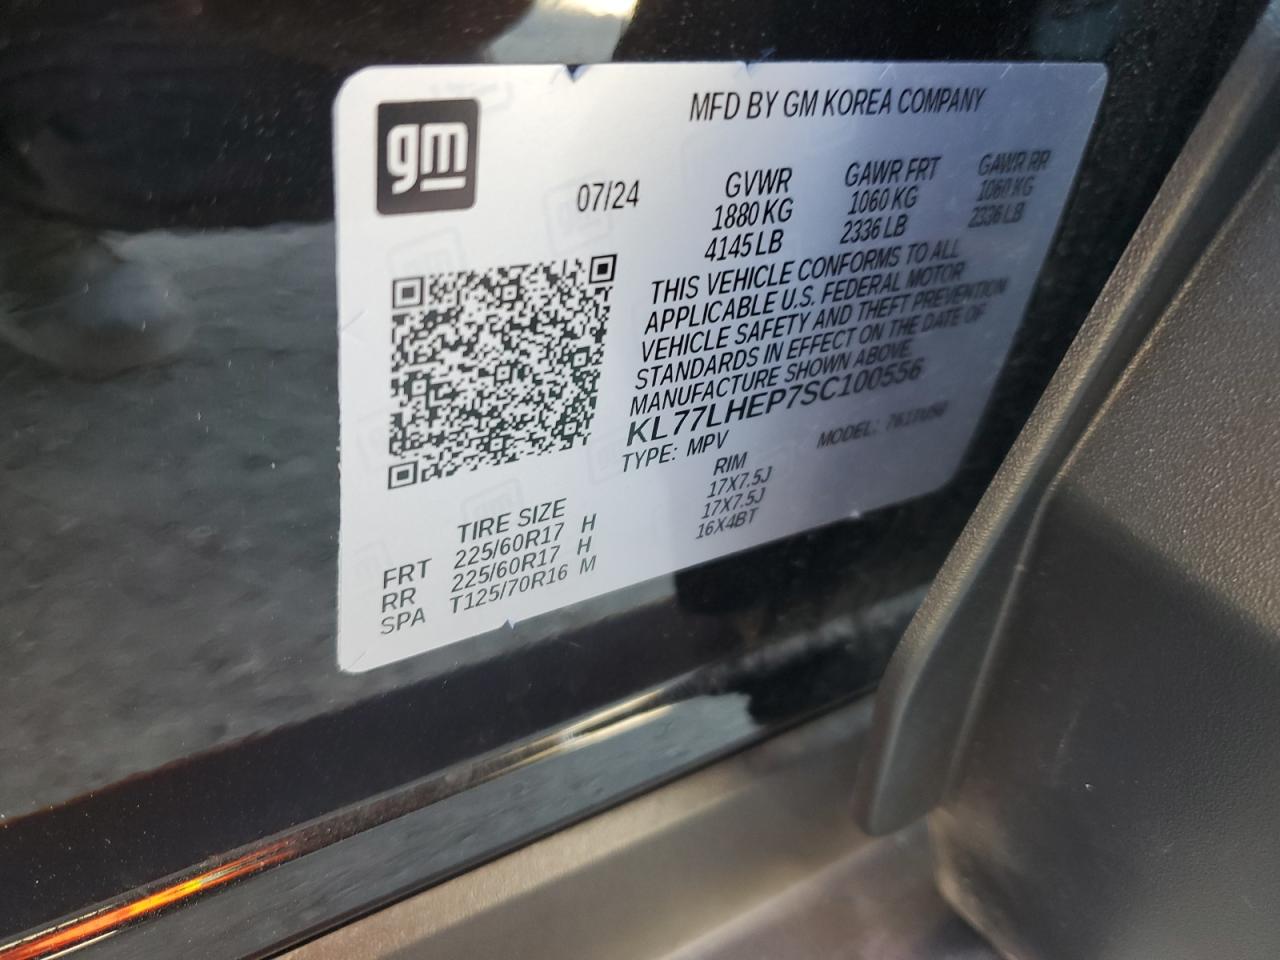 gm
MFD BY GM KOREA COMPANY
07/24
GVWR GAWR FRT GAWR RR
1880 KG 1060 KG 1060 KG
4145 LB 2336 LB 2336 LB
THIS VEHICLE CONFORMS TO ALL
APPLICABLE U.S. FEDERAL MOTOR
VEHICLE SAFETY AND THEFT PREVENTION
STANDARDS IN EFFECT ON THE DATE OF
MANUFACTURE SHOWN ABOVE.
KL77LHEP7SC100556
TYPE: MPV MODEL:
TIRE SIZE RIM
FRT 225/60R17 H 17X7.5J
RR 225/60R17 H 17X7.5J
SPA T125/70R16 M 16X4BT